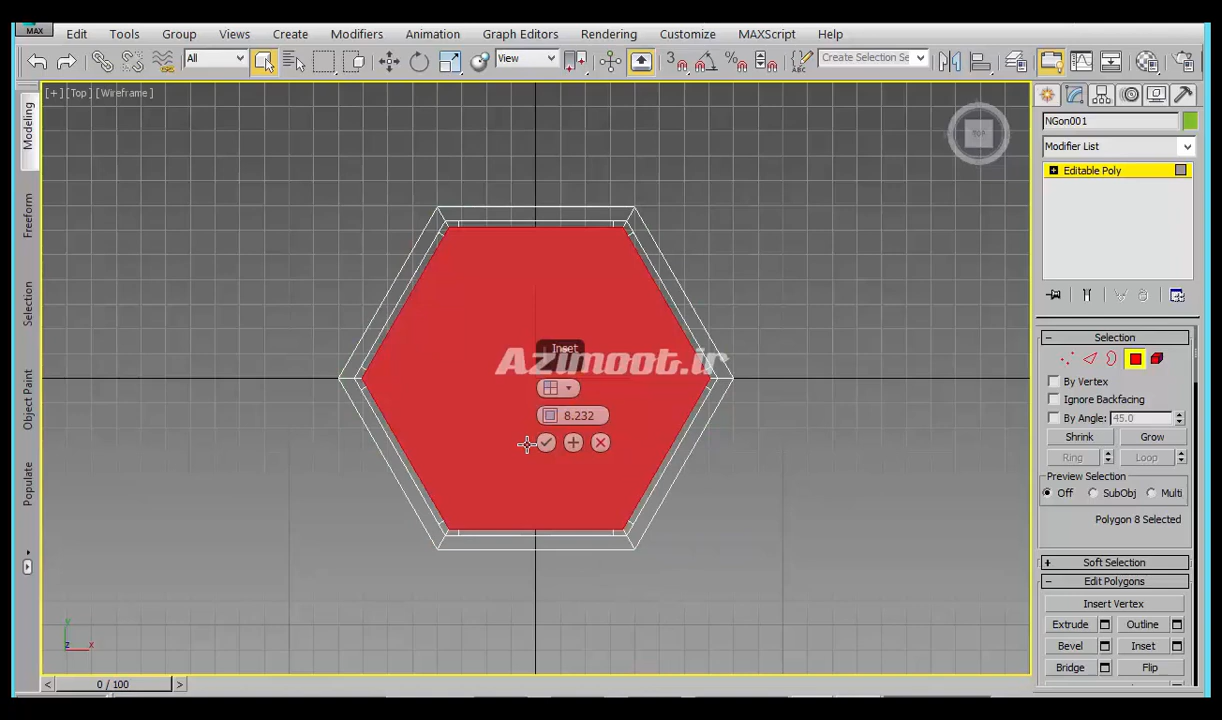 MAX
Edit Tools Group Views Create Modifiers Animation Graph Editors Rendering Customize MAXScript Help
All View 3 Create Selection Se
[+] [Top] [Wireframe]
TOP
Modeling
Freeform
Selection
Object Paint
Populate
NGon001
Modifier List
Editable Poly
Inset
Azimoot.ir
8.232
Selection
By Vertex
Ignore Backfacing
By Angle: 45.0
Shrink Grow
Ring Loop
Preview Selection
Off SubObj Multi
Polygon 8 Selected
Soft Selection
Edit Polygons
Insert Vertex
Extrude Outline
Bevel Inset
Bridge Flip
y
z x
0 / 100